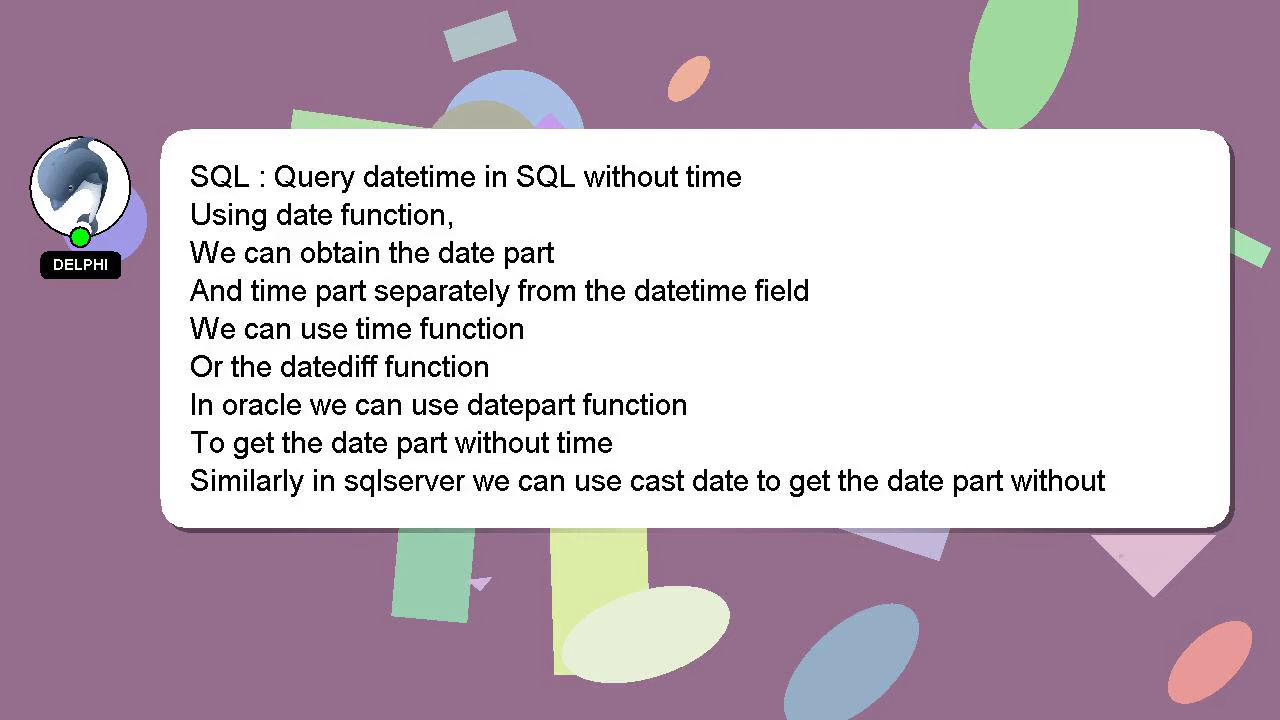 SQL : Query datetime in SQL without time
Using date function,
We can obtain the date part
And time part separately from the datetime field
We can use time function
Or the datediff function
In oracle we can use datepart function
To get the date part without time
Similarly in sqlserver we can use cast date to get the date part without
DELPHI